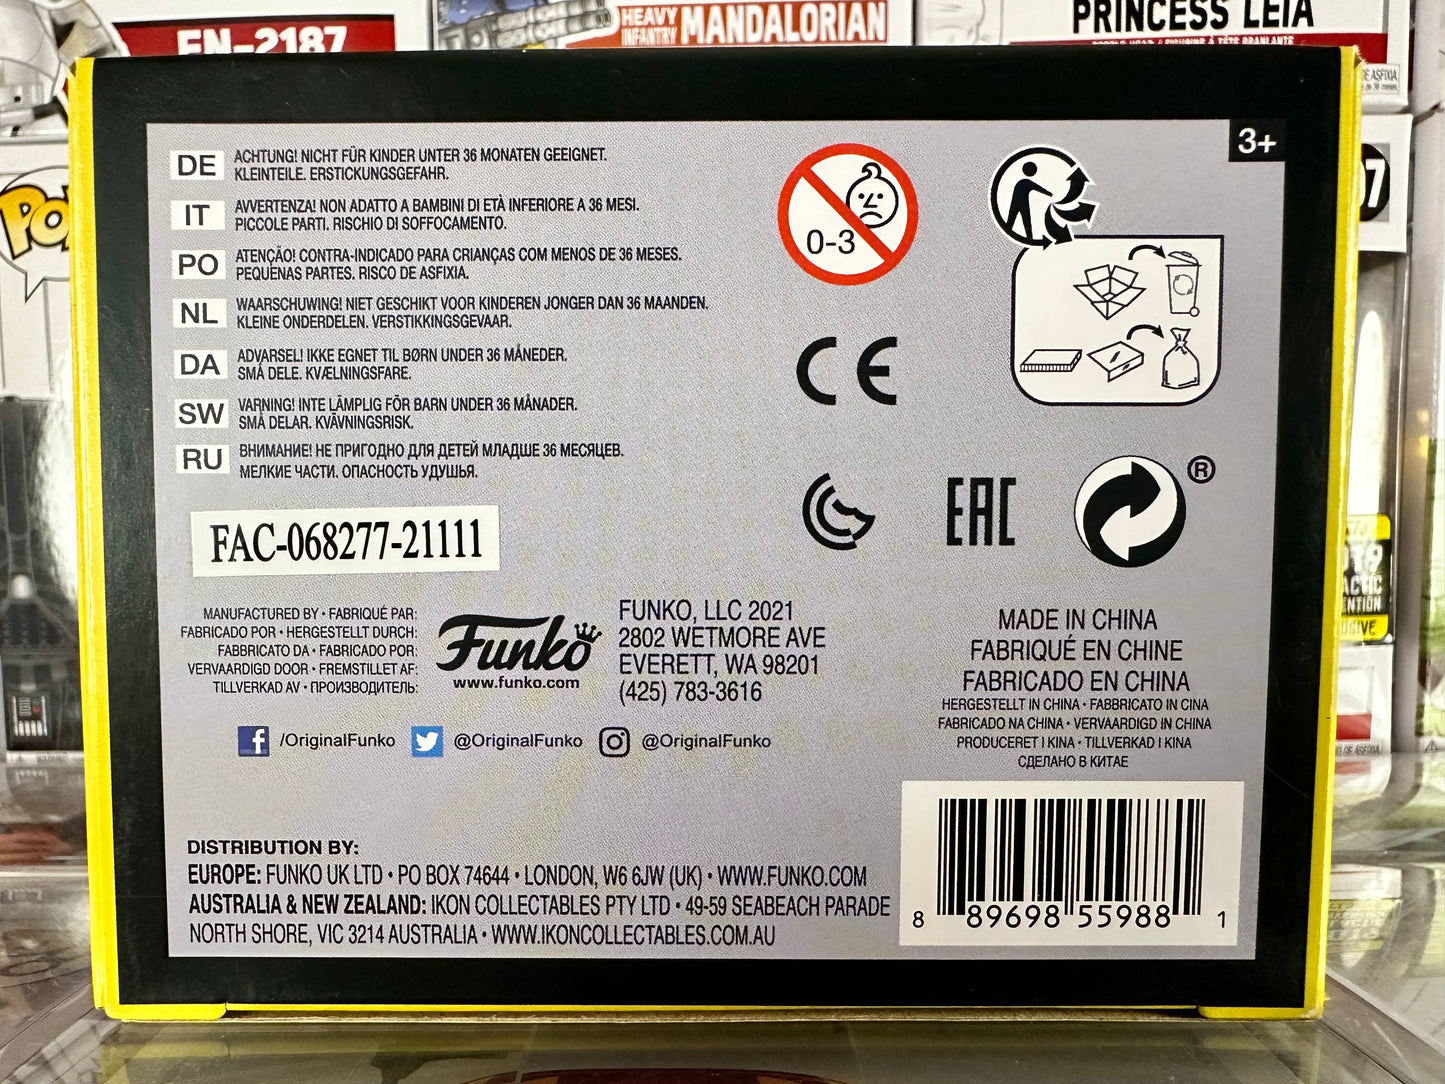 FN-2187
HEAVY
INFANTRY MANDALORIAN
PRINCESS LEIA
3+
DE ACHTUNG! NICHT FÜR KINDER UNTER 36 MONATEN GEEIGNET.
KLEINTEILE. ERSTICKUNGSGEFAHR.
IT AVVERTENZA! NON ADATTO A BAMBINI DI ETÀ INFERIORE A 36 MESI.
PICCOLE PARTI. RISCHIO DI SOFFOCAMENTO.
PO ATENÇÃO! CONTRA-INDICADO PARA CRIANÇAS COM MENOS DE 36 MESES.
PEQUENAS PARTES. RISCO DE ASFIXIA.
NL WAARSCHUWING! NIET GESCHIKT VOOR KINDEREN JONGER DAN 36 MAANDEN.
KLEINE ONDERDELEN. VERSTIKKINGSGEVAAR.
DA ADVARSEL! IKKE EGNET TIL BØRN UNDER 36 MÅNEDER.
SMÅ DELE. KVÆLNINGSFARE.
SW VARNING! INTE LÄMPLIG FÖR BARN UNDER 36 MÅNADER.
SMÅ DELAR. KVÄVNINGSRISK.
RU ВНИМАНИЕ! НЕ ПРИГОДНО ДЛЯ ДЕТЕЙ МЛАДШЕ 36 МЕСЯЦЕВ.
МЕЛКИЕ ЧАСТИ. ОПАСНОСТЬ УДУШЬЯ.
0-3
CE
EAC
®
FAC-068277-21111
MANUFACTURED BY • FABRIQUÉ PAR:
FABRICADO POR • HERGESTELLT DURCH:
FABBRICATO DA • FABRICADO POR:
VERVAARDIGD DOOR • FREMSTILLET AF:
TILLVERKAD AV • ПРОИЗВОДИТЕЛЬ:
Funko
www.funko.com
FUNKO, LLC 2021
2802 WETMORE AVE
EVERETT, WA 98201
(425) 783-3616
MADE IN CHINA
FABRIQUÉ EN CHINE
FABRICADO EN CHINA
HERGESTELLT IN CHINA • FABBRICATO IN CINA
FABRICADO NA CHINA • VERVAARDIGD IN CHINA
PRODUCERET I KINA • TILLVERKAD I KINA
СДЕЛАНО В КИТАЕ
f /OriginalFunko @OriginalFunko @OriginalFunko
DISTRIBUTION BY:
EUROPE: FUNKO UK LTD • PO BOX 74644 • LONDON, W6 6JW (UK) • WWW.FUNKO.COM
AUSTRALIA & NEW ZEALAND: IKON COLLECTABLES PTY LTD • 49-59 SEABEACH PARADE
NORTH SHORE, VIC 3214 AUSTRALIA • WWW.IKONCOLLECTABLES.COM.AU
8 89698 55988 1